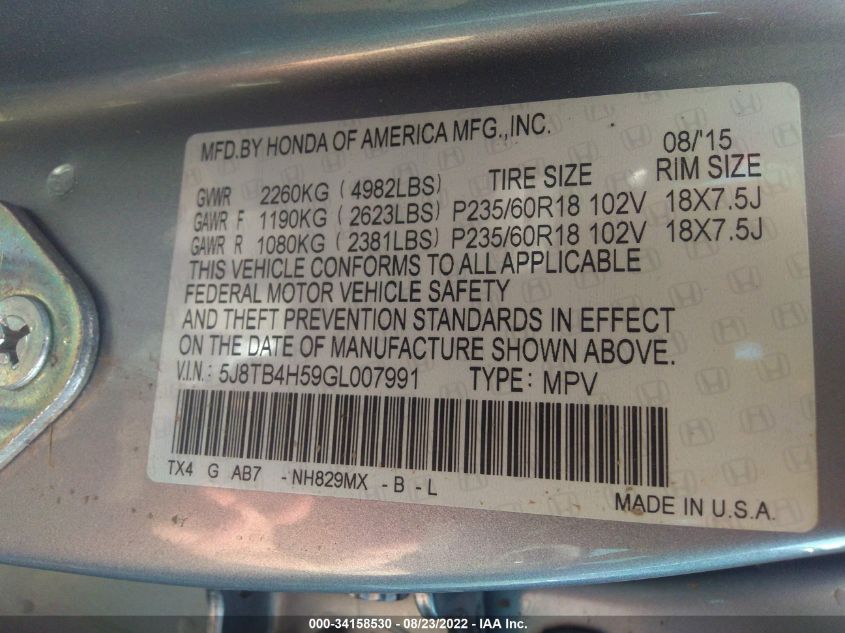 MFD.BY HONDA OF AMERICA MFG.,INC. 08/'15
GVWR 2260KG (4982LBS) TIRE SIZE RIM SIZE
GAWR F 1190KG (2623LBS) P235/60R18 102V 18X7.5J
GAWR R 1080KG (2381LBS) P235/60R18 102V 18X7.5J
THIS VEHICLE CONFORMS TO ALL APPLICABLE
FEDERAL MOTOR VEHICLE SAFETY
AND THEFT PREVENTION STANDARDS IN EFFECT
ON THE DATE OF MANUFACTURE SHOWN ABOVE.
V.I.N: 5J8TB4H59GL007991 TYPE: MPV
TX4 G AB7 -NH829MX -B-L
MADE IN U.S.A.
000-34158530 - 08/23/2022 - IAA Inc.